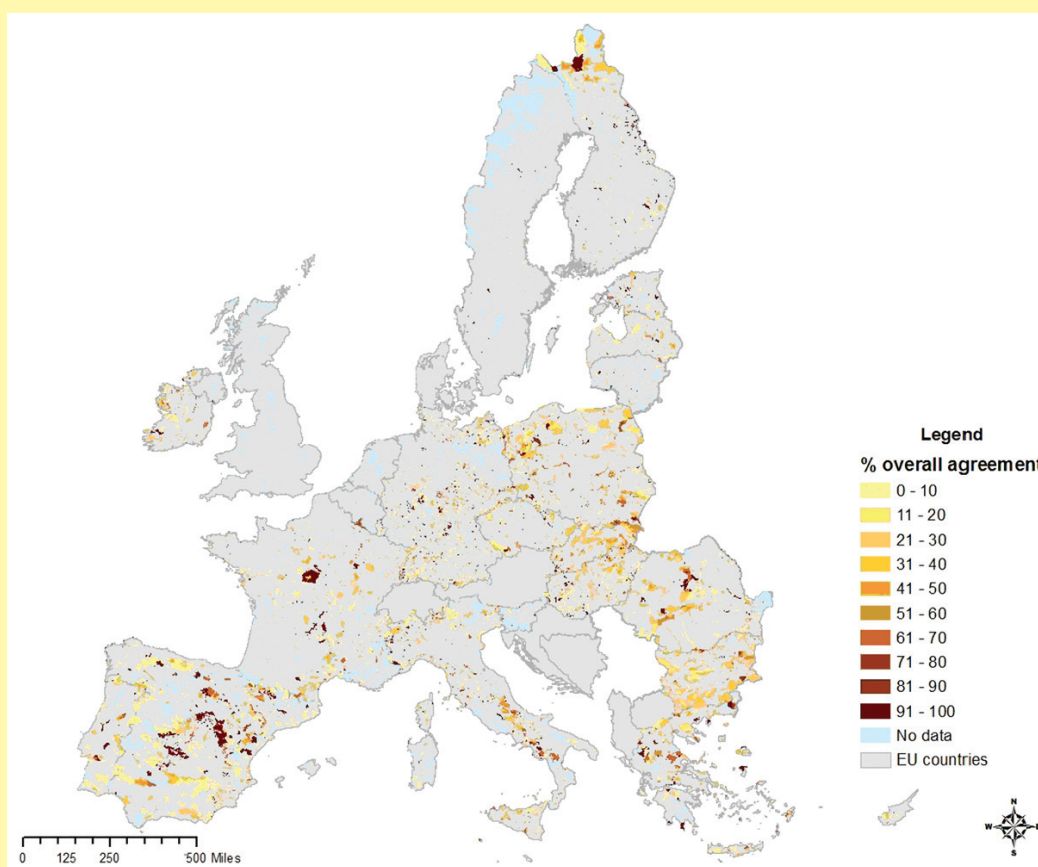 Legend
% overall agreement
0 - 10
11 - 20
21 - 30
31 - 40
41 - 50
51 - 60
61 - 70
71 - 80
81 - 90
91 - 100
No data
EU countries
0 125 250 500 Miles
N
W E
S